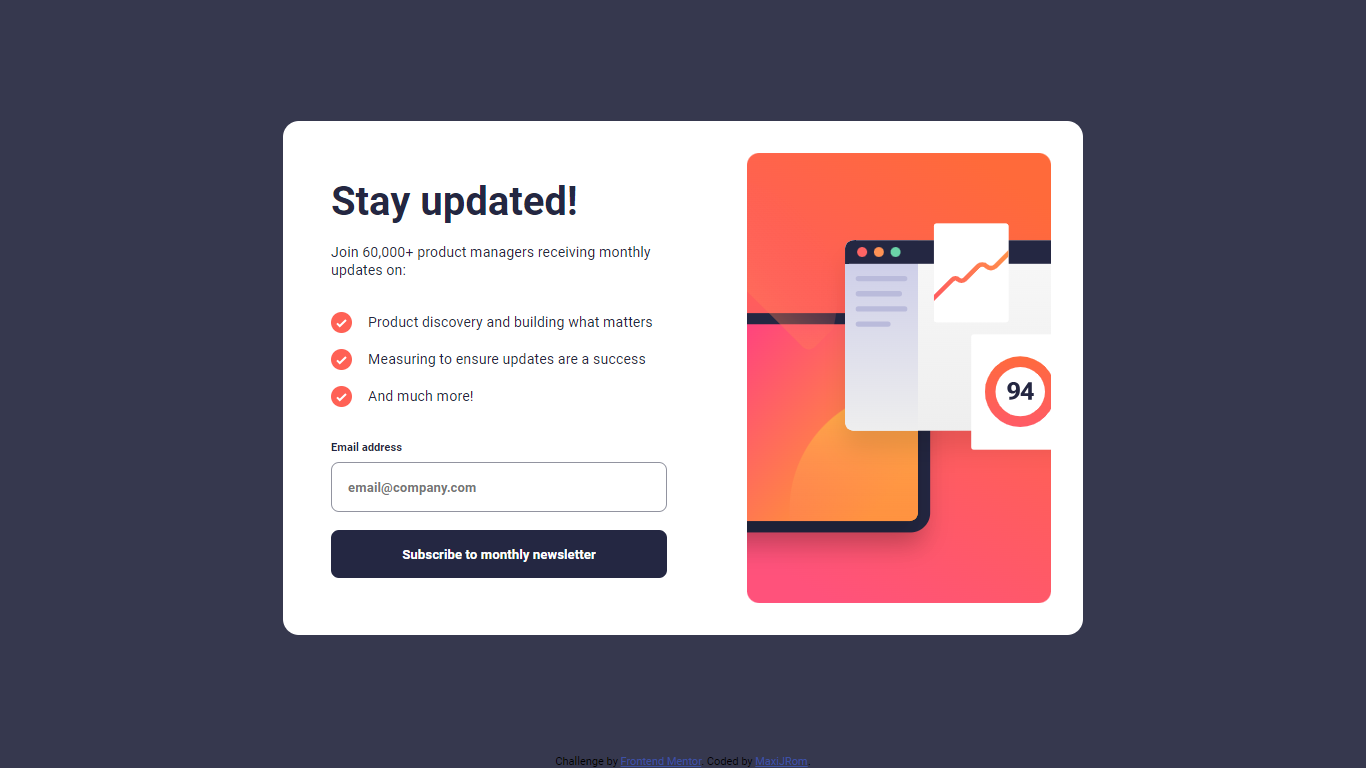 Stay updated!
Join 60,000+ product managers receiving monthly
updates on:
Product discovery and building what matters
Measuring to ensure updates are a success
And much more!
Email address
email@company.com
Subscribe to monthly newsletter
94
Challenge by Frontend Mentor. Coded by MaxiJRom.